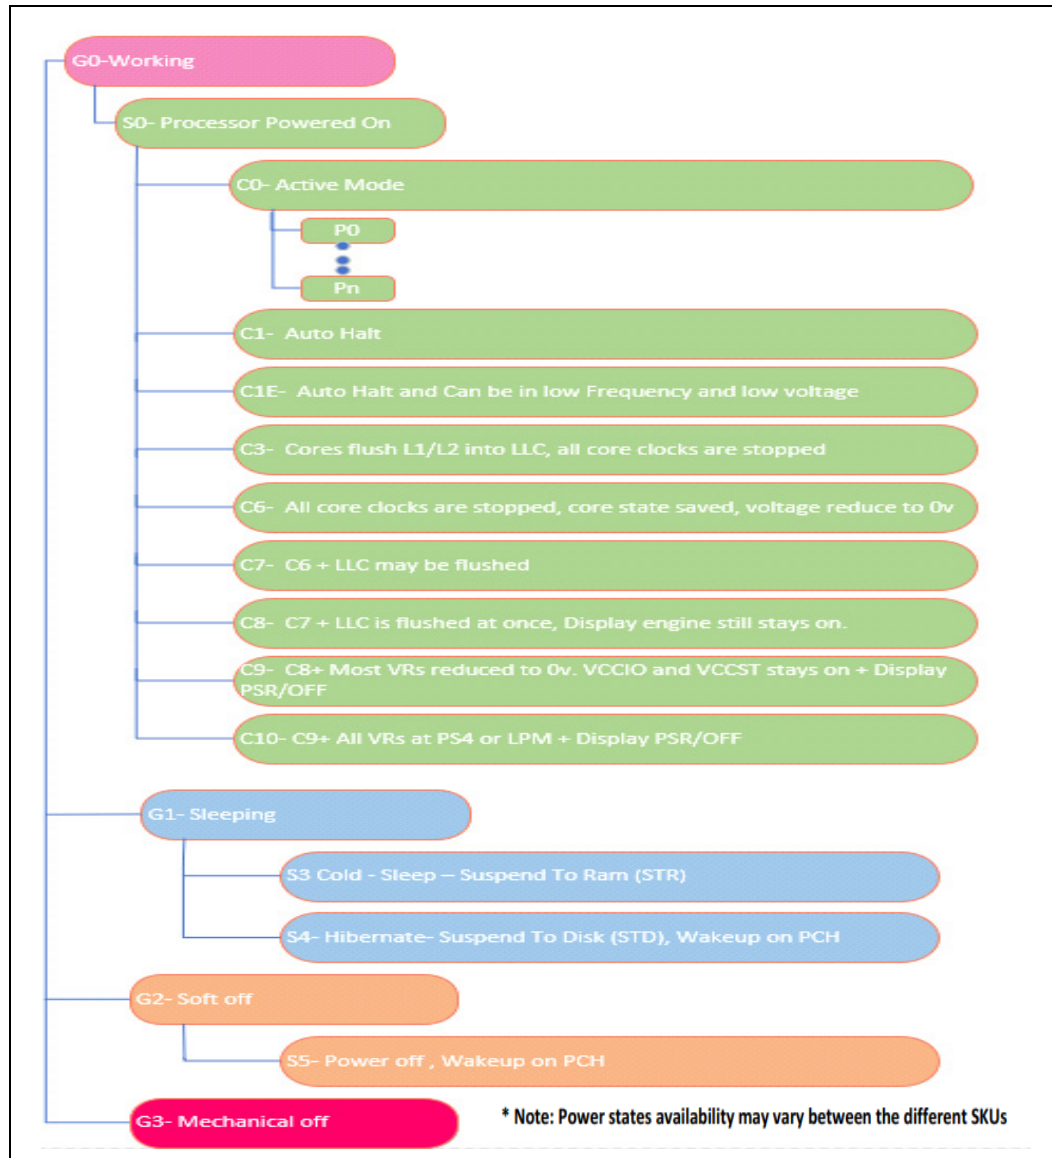 G0-Working
S0- Processor Powered On
C0- Active Mode
P0
Pn
C1-  Auto Halt
C1E-  Auto Halt and Can be in low Frequency and low voltage
C3-  Cores flush L1/L2 into LLC, all core clocks are stopped
C6-  All core clocks are stopped, core state saved, voltage reduce to 0v
C7-  C6 + LLC may be flushed
C8-  C7 + LLC is flushed at once, Display engine still stays on.
C9-  C8+ Most VRs reduced to 0v. VCCIO and VCCST stays on + Display
PSR/OFF
C10- C9+ All VRs at PS4 or LPM + Display PSR/OFF
G1- Sleeping
S3 Cold - Sleep – Suspend To Ram (STR)
S4- Hibernate- Suspend To Disk (STD), Wakeup on PCH
G2- Soft off
S5- Power off , Wakeup on PCH
G3- Mechanical off
* Note: Power states availability may vary between the different SKUs